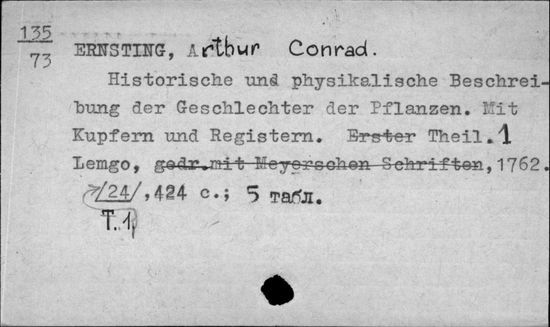 135
73
ERNSTING, Arthur Conrad.
Historische und physikalische Beschrei-
bung der Geschlechter der Pflanzen. Mit
Kupfern und Registern. Erster Theil. 1
Lemgo, gedr. mit Meyerschen Schriften, 1762.
/24/, 424 с.; 5 табл.
Т. 1